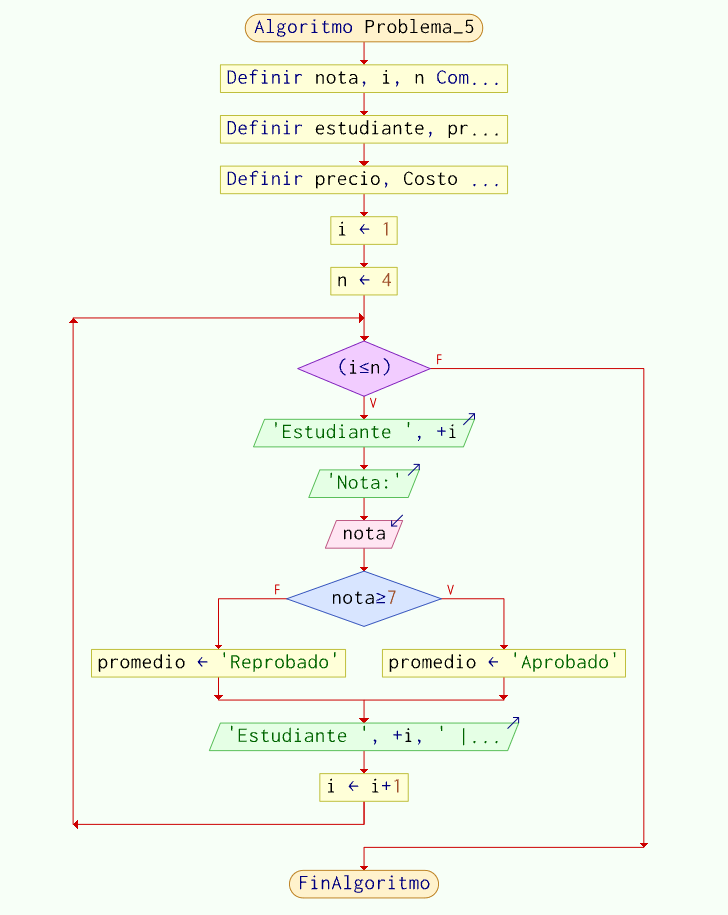 Algoritmo Problema_5
Definir nota, i, n Com...
Definir estudiante, pr...
Definir precio, Costo ...
i ← 1
n ← 4
(i≤n)
F
V
'Estudiante ', +i
'Nota:'
nota
nota≥7
F
V
promedio ← 'Reprobado'
promedio ← 'Aprobado'
'Estudiante ', +i, ' |...
i ← i+1
FinAlgoritmo